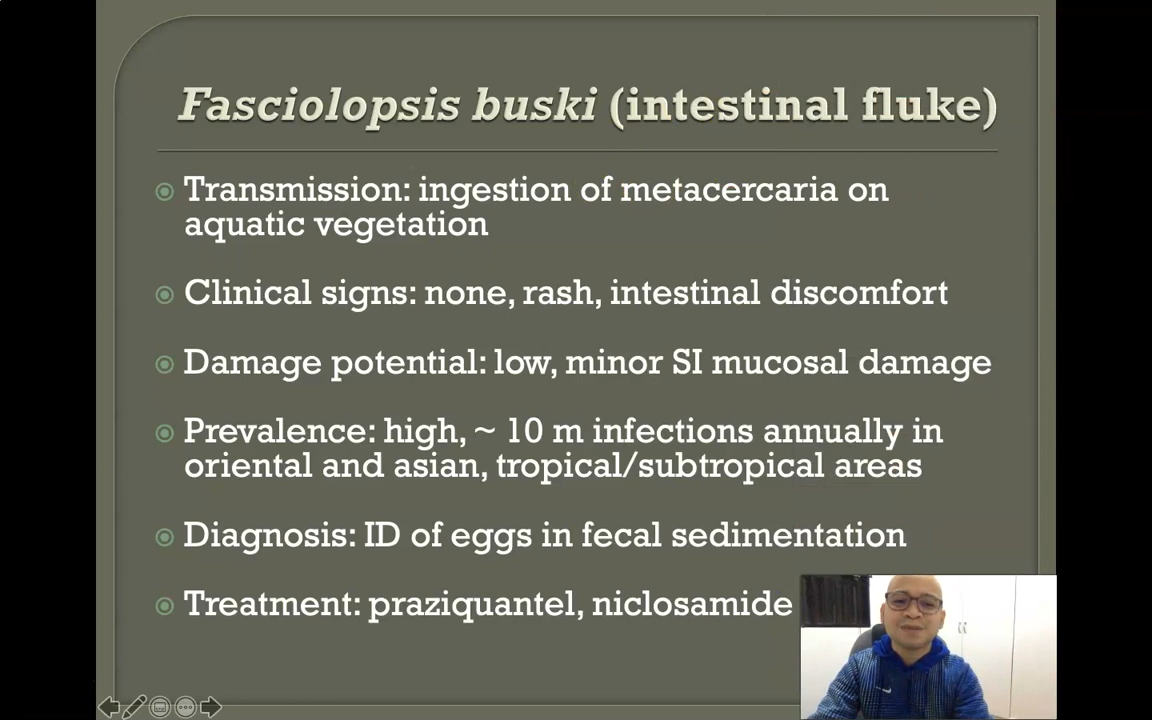 Fasciolopsis buski (intestinal fluke)
Transmission: ingestion of metacercaria on
aquatic vegetation
Clinical signs: none, rash, intestinal discomfort
Damage potential: low, minor SI mucosal damage
Prevalence: high, ~ 10 m infections annually in
oriental and asian, tropical/subtropical areas
Diagnosis: ID of eggs in fecal sedimentation
Treatment: praziquantel, niclosamide